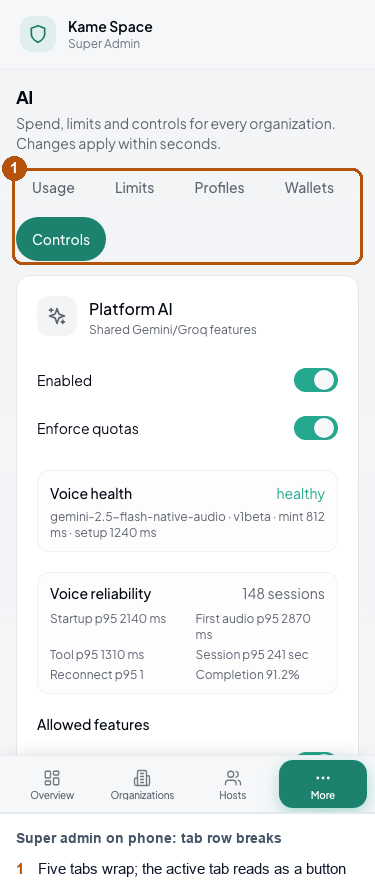 Kame Space
Super Admin
AI
Spend, limits and controls for every organization.
Changes apply within seconds.
1
Usage Limits Profiles Wallets
Controls
Platform AI
Shared Gemini/Groq features
Enabled
Enforce quotas
Voice health healthy
gemini-2.5-flash-native-audio · v1beta · mint 812
ms · setup 1240 ms
Voice reliability 148 sessions
Startup p95 2140 ms First audio p95 2870
ms
Tool p95 1310 ms Session p95 241 sec
Reconnect p95 1 Completion 91.2%
Allowed features
Overview Organizations Hosts More
Super admin on phone: tab row breaks
1 Five tabs wrap; the active tab reads as a button